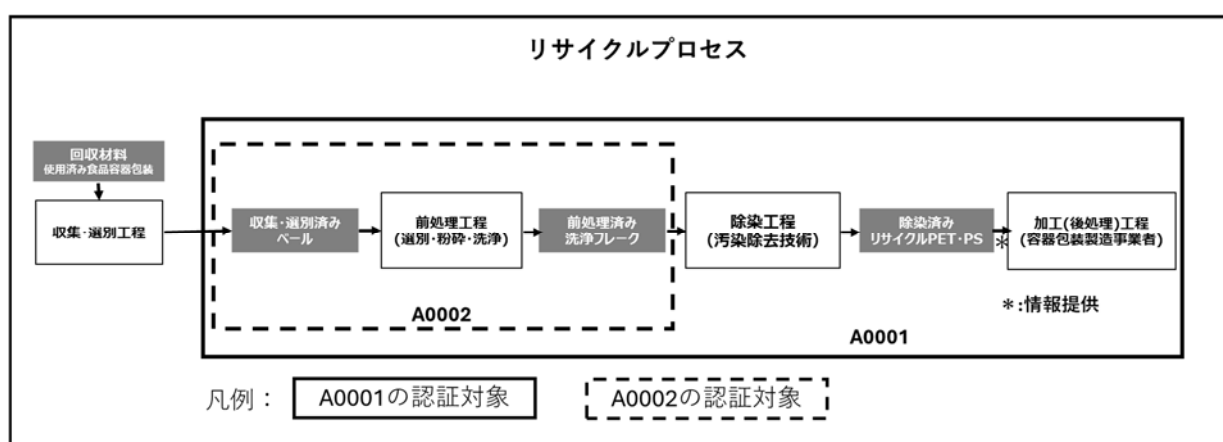 リサイクルプロセス
回収材料
使用済み食品容器包装
収集・選別工程
収集・選別済み
ベール
前処理工程
(選別・粉砕・洗浄)
前処理済み
洗浄フレーク
除染工程
(汚染除去技術)
除染済み
リサイクルPET・PS
*
加工(後処理)工程
(容器包装製造事業者)
*:情報提供
A0002
A0001
凡例：
A0001の認証対象
A0002の認証対象